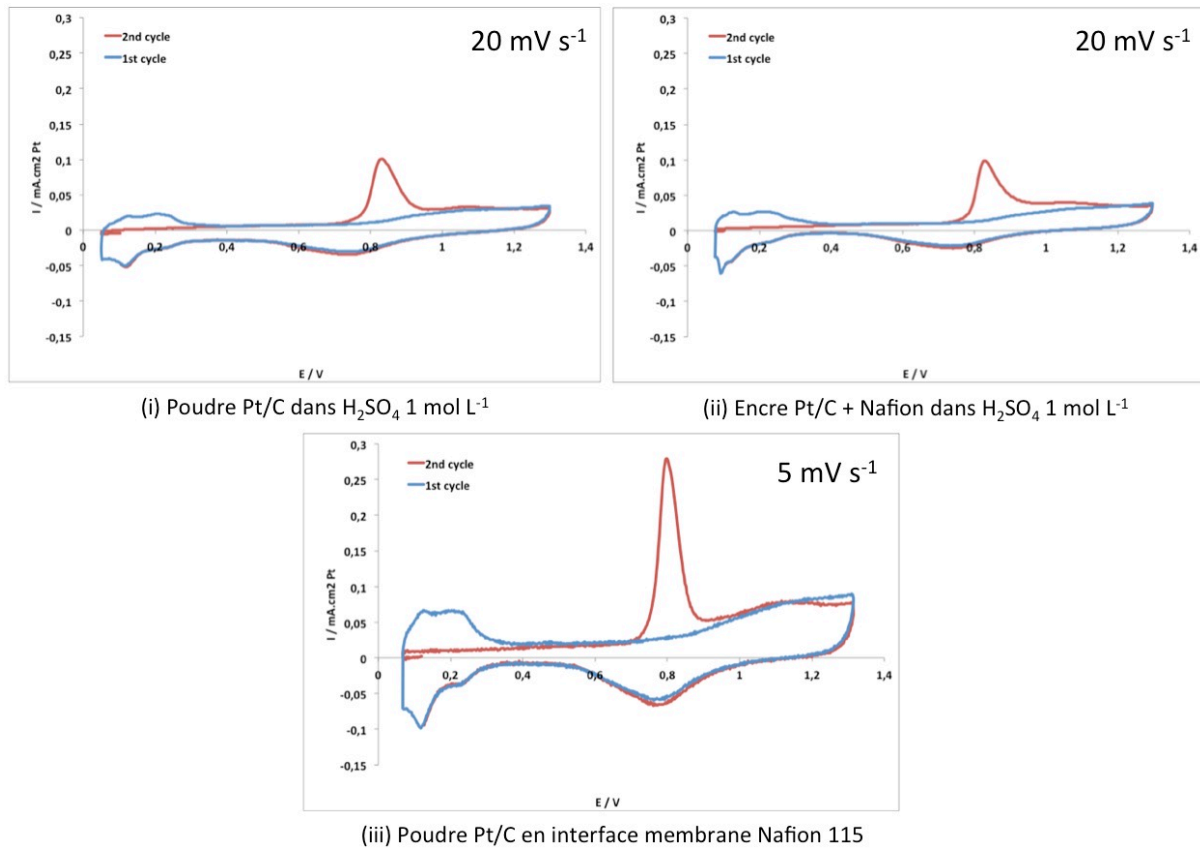 0,3
0,25
0,2
0,15
0,1
0,05
0
-0,05
-0,1
-0,15
I / mA.cm2 Pt
2nd cycle
1st cycle
20 mV s⁻¹
0 0,2 0,4 0,6 0,8 1 1,2 1,4
E / V
(i) Poudre Pt/C dans H₂SO₄ 1 mol L⁻¹
0,3
0,25
0,2
0,15
0,1
0,05
0
-0,05
-0,1
-0,15
I / mA.cm2 Pt
2nd cycle
1st cycle
20 mV s⁻¹
0 0,2 0,4 0,6 0,8 1 1,2 1,4
E / V
(ii) Encre Pt/C + Nafion dans H₂SO₄ 1 mol L⁻¹
0,3
0,25
0,2
0,15
0,1
0,05
0
-0,05
-0,1
-0,15
I / mA.cm2 Pt
2nd cycle
1st cycle
5 mV s⁻¹
0 0,2 0,4 0,6 0,8 1 1,2 1,4
E / V
(iii) Poudre Pt/C en interface membrane Nafion 115